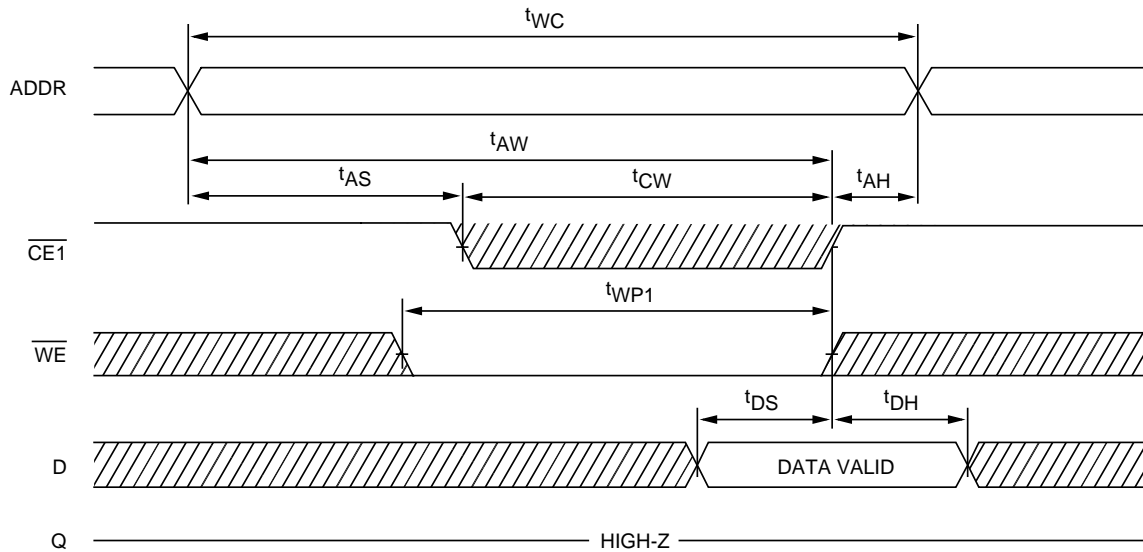 tWC
ADDR
tAW
tAS
tCW
tAH
CE1
tWP1
WE
tDS
tDH
D
DATA VALID
Q
HIGH-Z